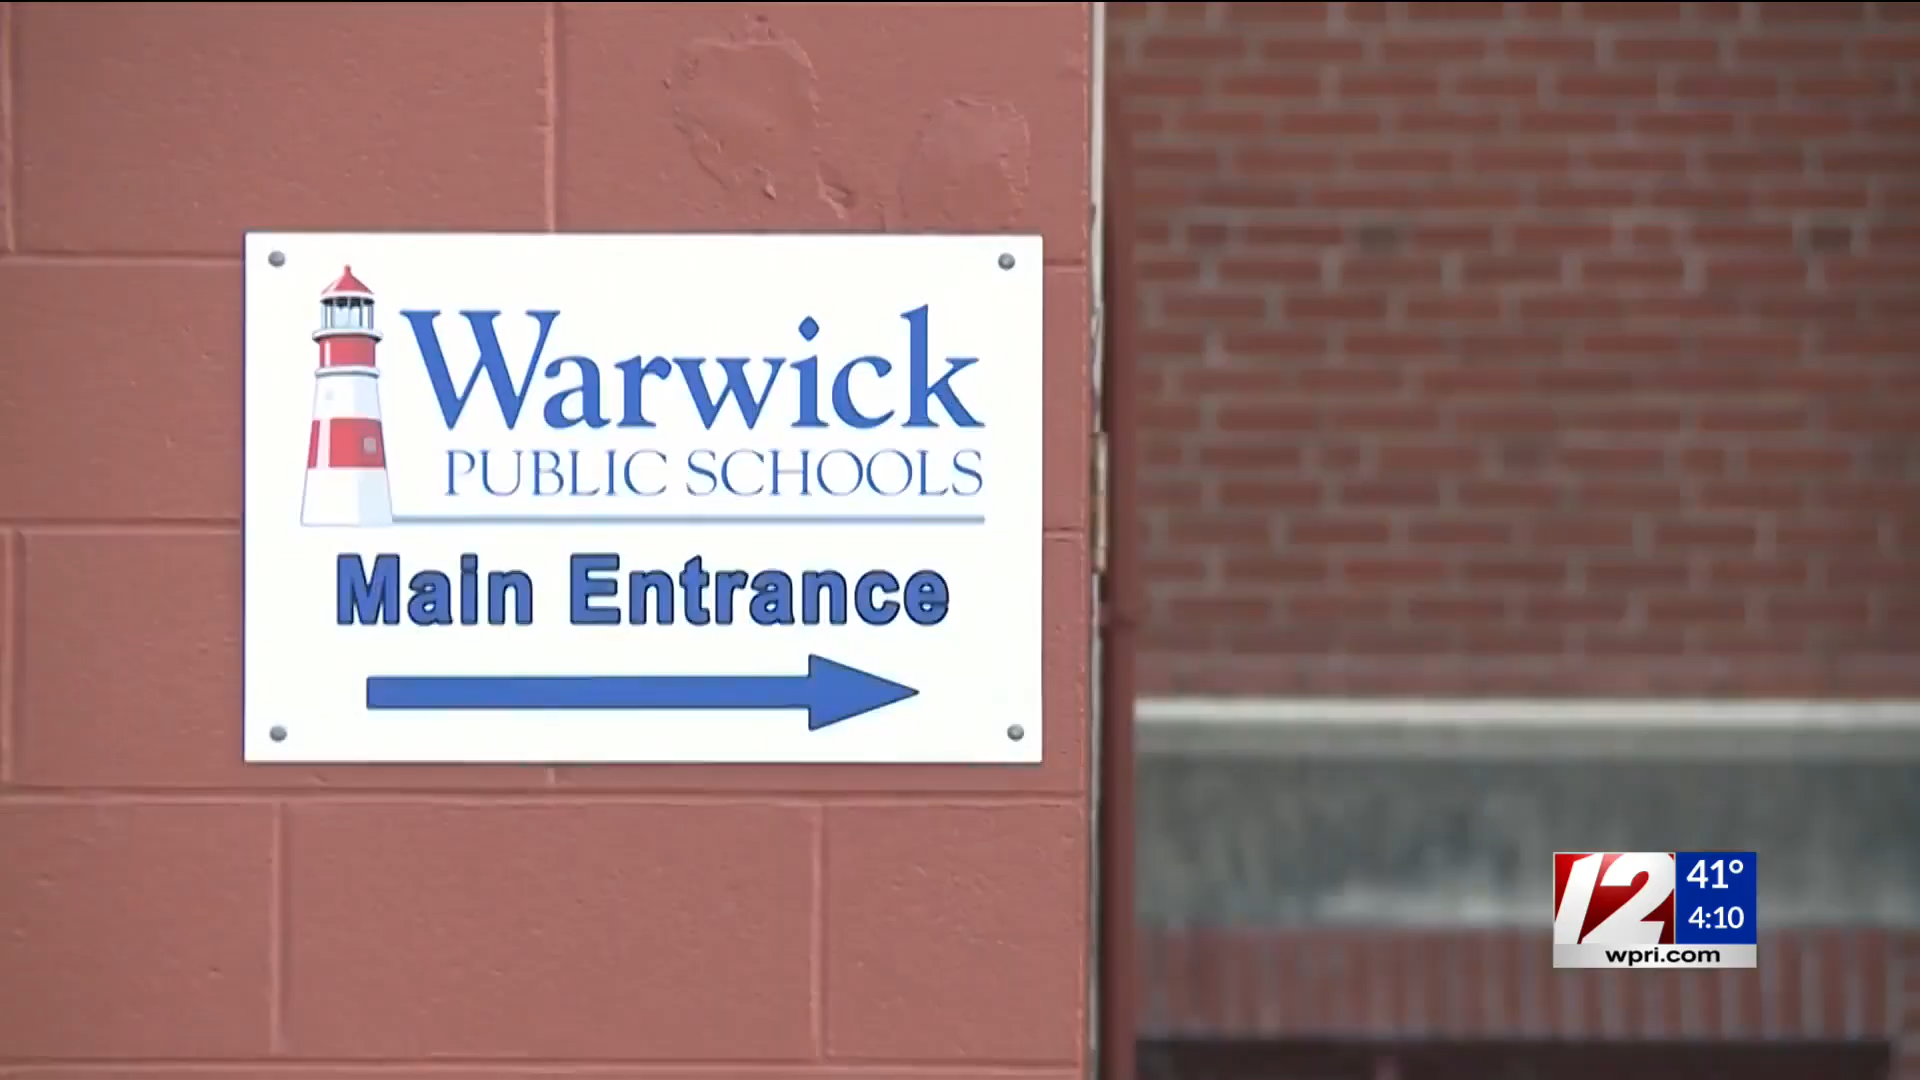 Warwick
PUBLIC SCHOOLS
Main Entrance
12
41°
4:10
wpri.com